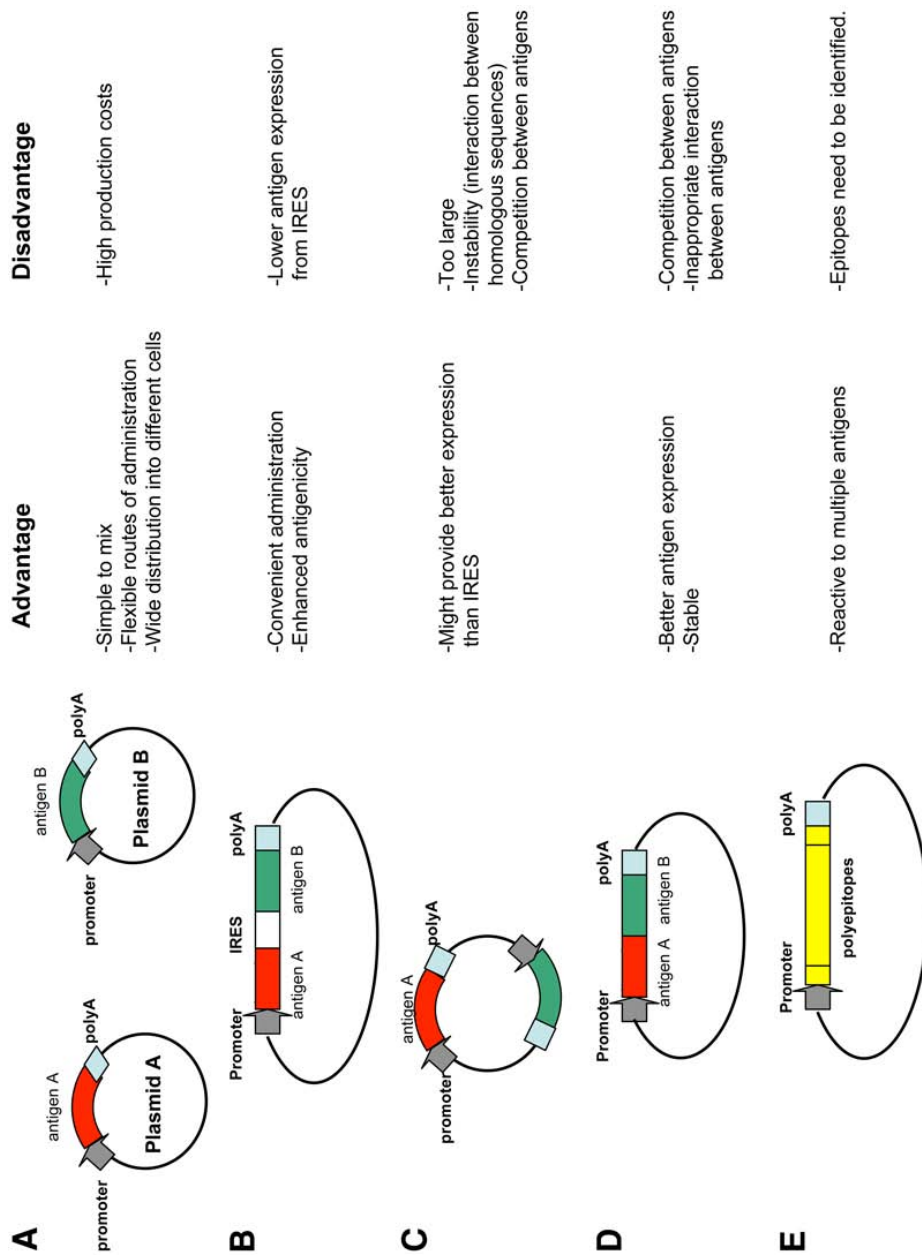 Advantage
Disadvantage
A
antigen A
promoter
polyA
Plasmid A
antigen B
promoter
polyA
Plasmid B
-Simple to mix
-Flexible routes of administration
-Wide distribution into different cells
-High production costs
B
Promoter
IRES
polyA
antigen A
antigen B
-Convenient administration
-Enhanced antigenicity
-Lower antigen expression
from IRES
C
antigen A
promoter
polyA
-Might provide better expression
than IRES
-Too large
-Instability (interaction between
homologous sequences)
-Competition between antigens
D
Promoter
polyA
antigen A
antigen B
-Better antigen expression
-Stable
-Competition between antigens
-Inappropriate interaction
between antigens
E
Promoter
polyA
polyepitopes
-Reactive to multiple antigens
-Epitopes need to be identified.